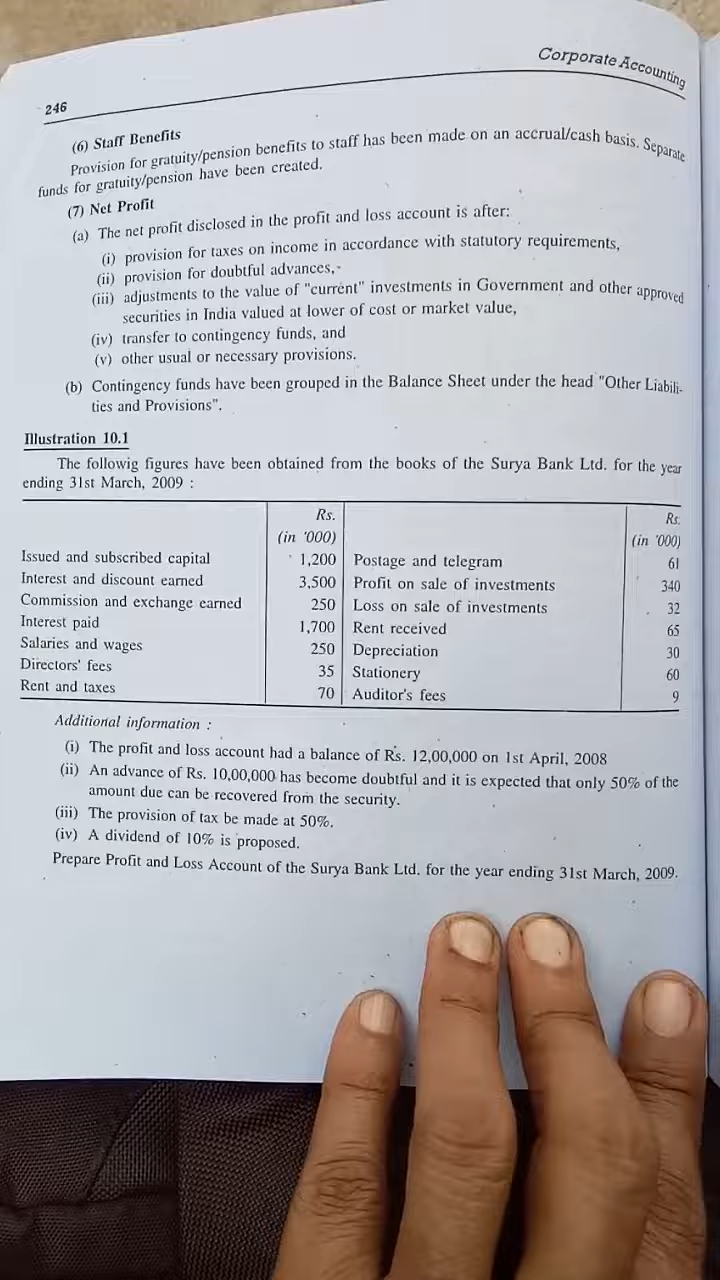 Corporate Accounting
246
(6) Staff Benefits
Provision for gratuity/pension benefits to staff has been made on an accrual/cash basis. Separate
funds for gratuity/pension have been created.
(7) Net Profit
(a) The net profit disclosed in the profit and loss account is after:
(i) provision for taxes on income in accordance with statutory requirements,
(ii) provision for doubtful advances,
(iii) adjustments to the value of "current" investments in Government and other approved
securities in India valued at lower of cost or market value,
(iv) transfer to contingency funds, and
(v) other usual or necessary provisions.
(b) Contingency funds have been grouped in the Balance Sheet under the head "Other Liabili-
ties and Provisions".
Illustration 10.1
The followig figures have been obtained from the books of the Surya Bank Ltd. for the year
ending 31st March, 2009 :
Rs. Rs.
(in '000) (in '000)
Issued and subscribed capital 1,200 Postage and telegram 61
Interest and discount earned 3,500 Profit on sale of investments 340
Commission and exchange earned 250 Loss on sale of investments 32
Interest paid 1,700 Rent received 65
Salaries and wages 250 Depreciation 30
Directors' fees 35 Stationery 60
Rent and taxes 70 Auditor's fees 9
Additional information :
(i) The profit and loss account had a balance of Rs. 12,00,000 on 1st April, 2008
(ii) An advance of Rs. 10,00,000 has become doubtful and it is expected that only 50% of the
amount due can be recovered from the security.
(iii) The provision of tax be made at 50%.
(iv) A dividend of 10% is proposed.
Prepare Profit and Loss Account of the Surya Bank Ltd. for the year ending 31st March, 2009.